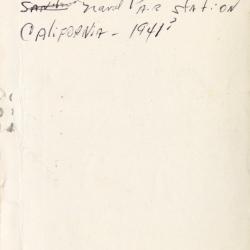 Naval Air Station
California - 1941?